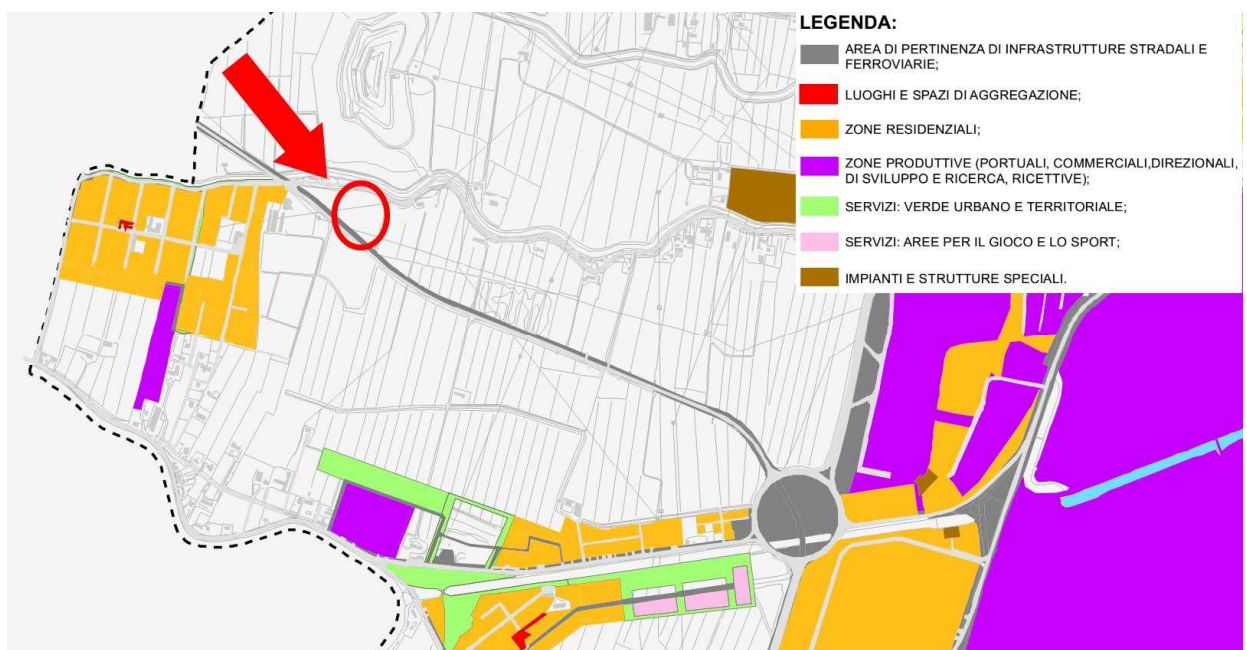 LEGENDA:
AREA DI PERTINENZA DI INFRASTRUTTURE STRADALI E
FERROVIARIE;
LUOGHI E SPAZI DI AGGREGAZIONE;
ZONE RESIDENZIALI;
ZONE PRODUTTIVE (PORTUALI, COMMERCIALI,DIREZIONALI,
DI SVILUPPO E RICERCA, RICETTIVE);
SERVIZI: VERDE URBANO E TERRITORIALE;
SERVIZI: AREE PER IL GIOCO E LO SPORT;
IMPIANTI E STRUTTURE SPECIALI.